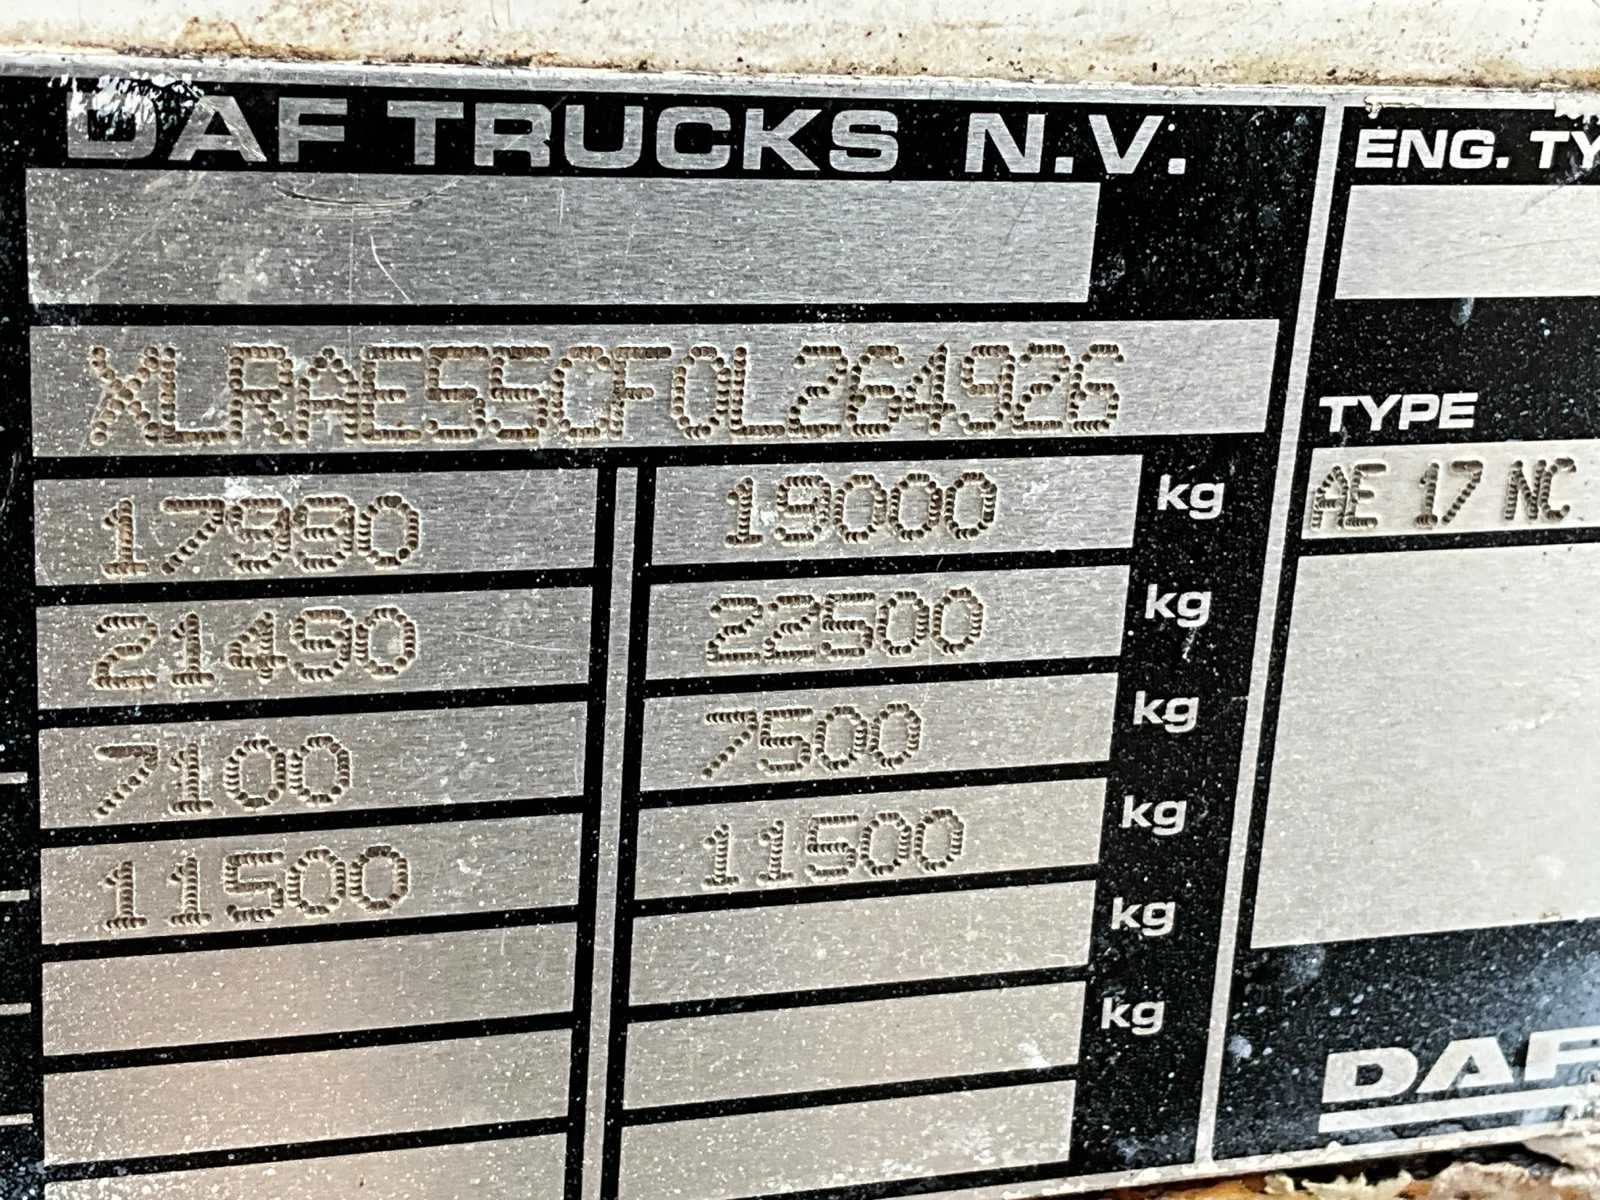 DAF TRUCKS N.V.
ENG. TY
XLRAE55CF0L264926
TYPE
17990 19000 kg
AE 17 NC
21490 22500 kg
7100 7500 kg
11500 11500 kg
kg
kg
DAF